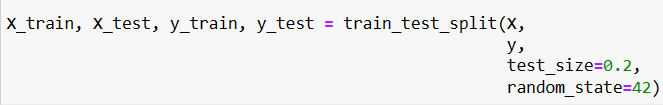 X_train, X_test, y_train, y_test = train_test_split(X,
y,
test_size=0.2,
random_state=42)